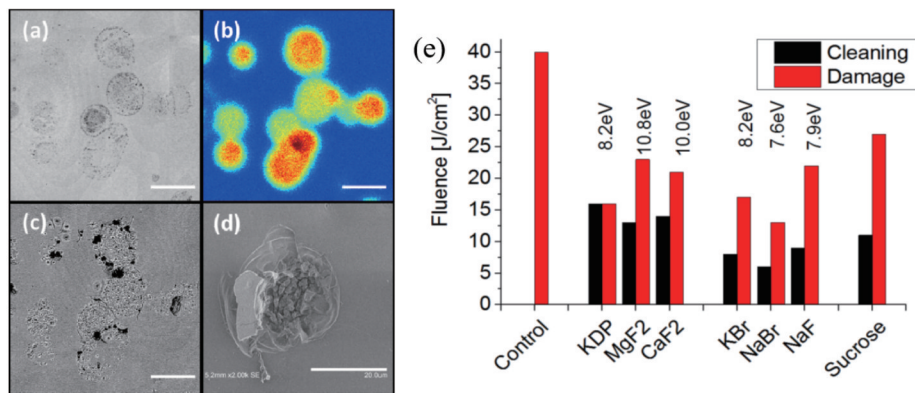 (a)
(b)
(c)
(d)
5.2mm x2.00k SE
20.0um
(e)
Cleaning
Damage
Fluence [J/cm²]
40
35
30
25
20
15
10
5
0
8.2eV
10.8eV
10.0eV
8.2eV
7.6eV
7.9eV
Control
KDP
MgF2
CaF2
KBr
NaBr
NaF
Sucrose